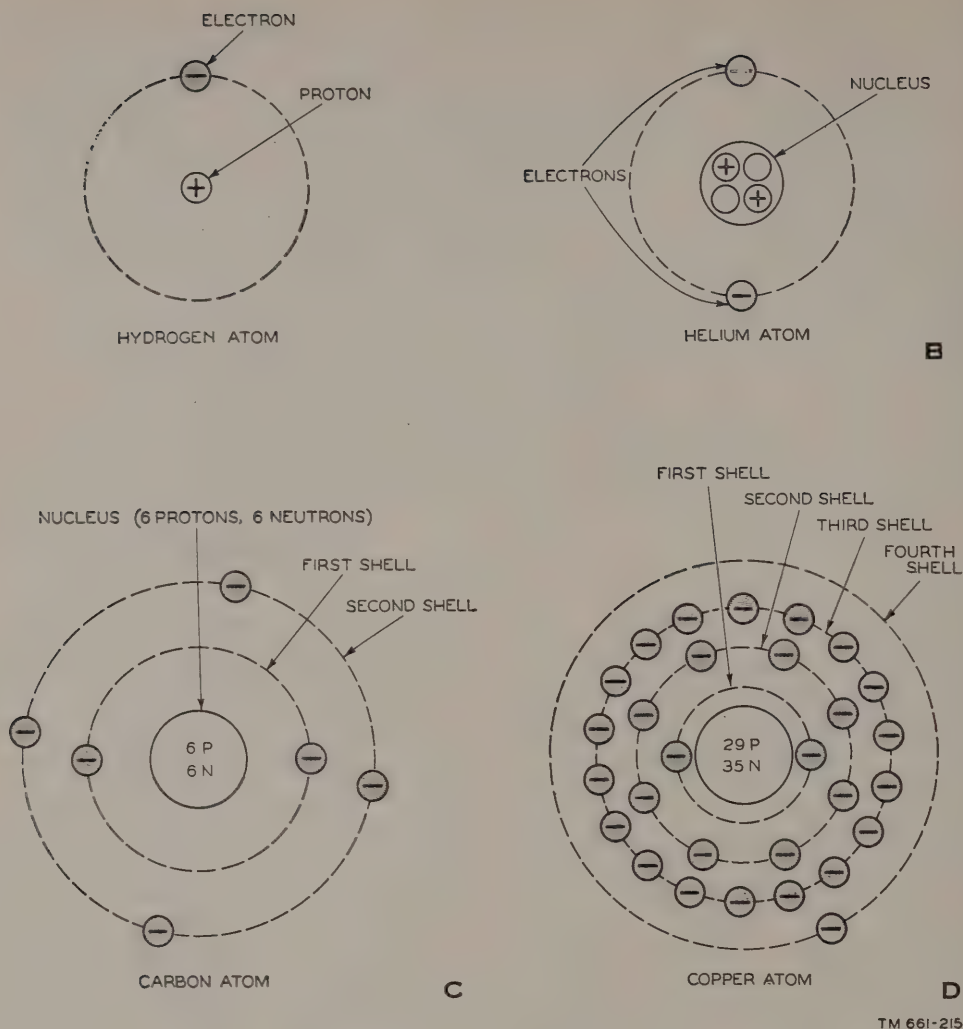 ELECTRON
PROTON
+
HYDROGEN ATOM
NUCLEUS
ELECTRONS
+
+
HELIUM ATOM
B
NUCLEUS (6 PROTONS, 6 NEUTRONS)
FIRST SHELL
SECOND SHELL
6 P
6 N
CARBON ATOM
C
FIRST SHELL
SECOND SHELL
THIRD SHELL
FOURTH
SHELL
29 P
35 N
COPPER ATOM
D
TM 661-215